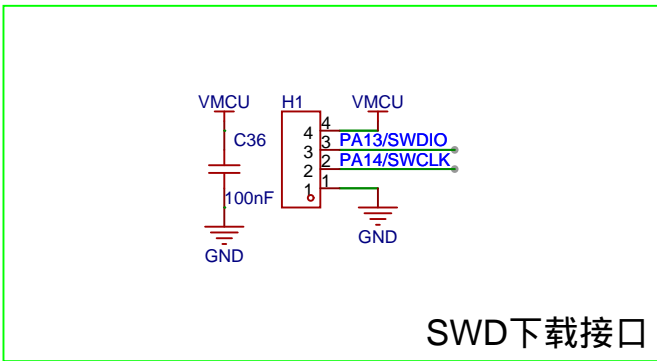 VMCU H1 VMCU
C36
100nF
GND
4 4
3 3 PA13/SWDIO
2 2 PA14/SWCLK
1 1
GND
SWD下载接口